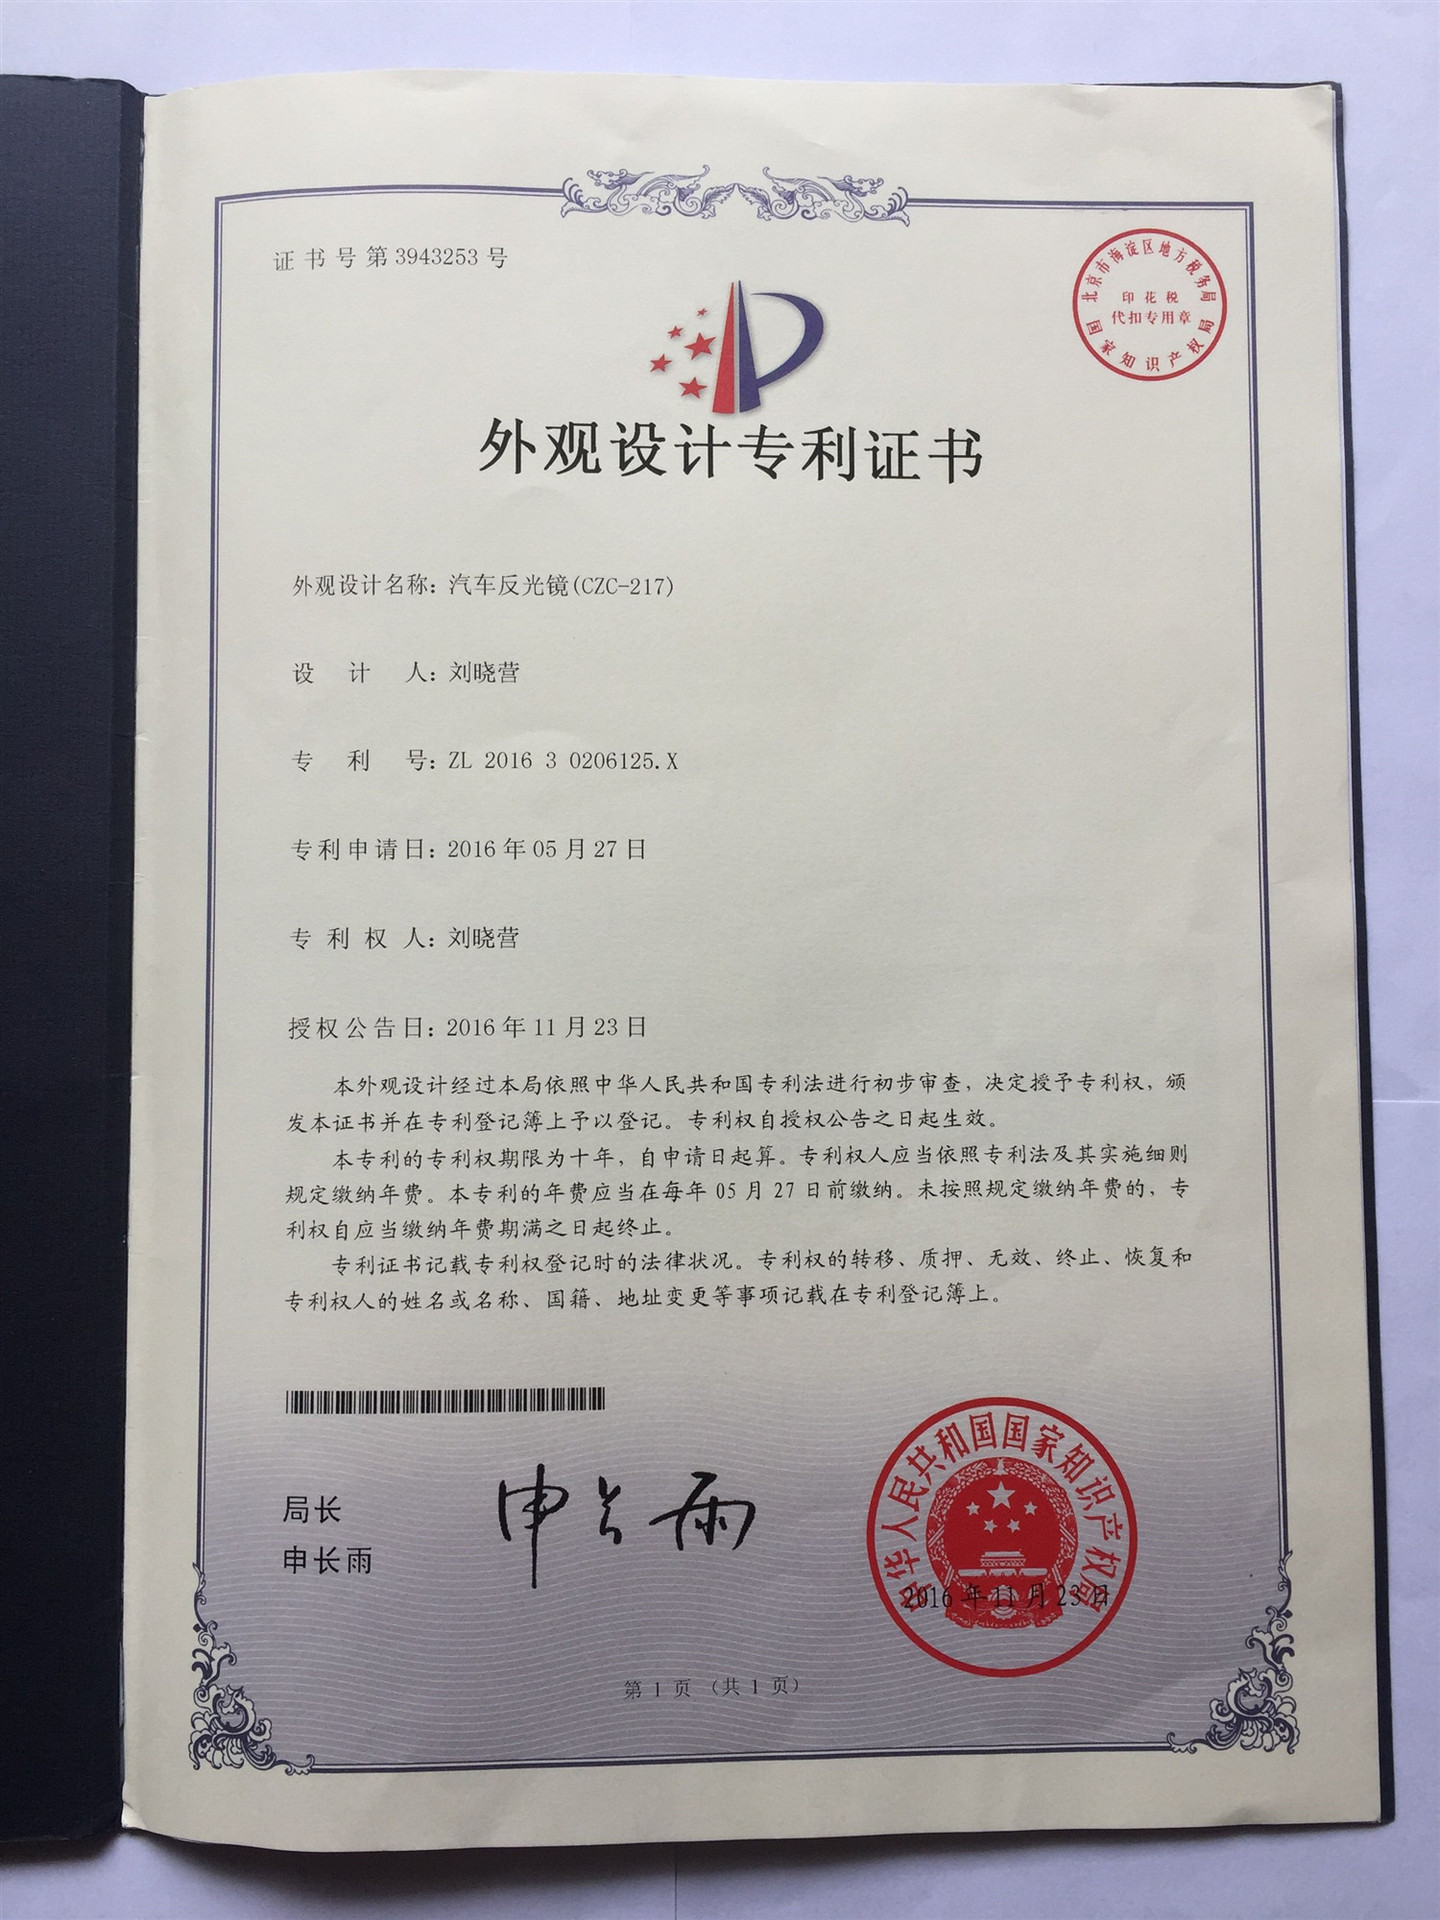 证书号第3943253号
北京市海淀区地方税务局
印花税
代扣专用章
国家知识产权局
外观设计专利证书
外观设计名称：汽车反光镜(CZC-217)
设计人：刘晓营
专利号：ZL 2016 3 0206125.X
专利申请日：2016年05月27日
专利权人：刘晓营
授权公告日：2016年11月23日
本外观设计经过本局依照中华人民共和国专利法进行初步审查，决定授予专利权，颁
发本证书并在专利登记簿上予以登记。专利权自授权公告之日起生效。
本专利的专利权期限为十年，自申请日起算。专利权人应当依照专利法及其实施细则
规定缴纳年费。本专利的年费应当在每年05月27日前缴纳。未按照规定缴纳年费的，专
利权自应当缴纳年费期满之日起终止。
专利证书记载专利权登记时的法律状况。专利权的转移、质押、无效、终止、恢复和
专利权人的姓名或名称、国籍、地址变更等事项记载在专利登记簿上。
局长
申长雨
申长雨
中华人民共和国国家知识产权局
2016年11月23日
第1页（共1页）